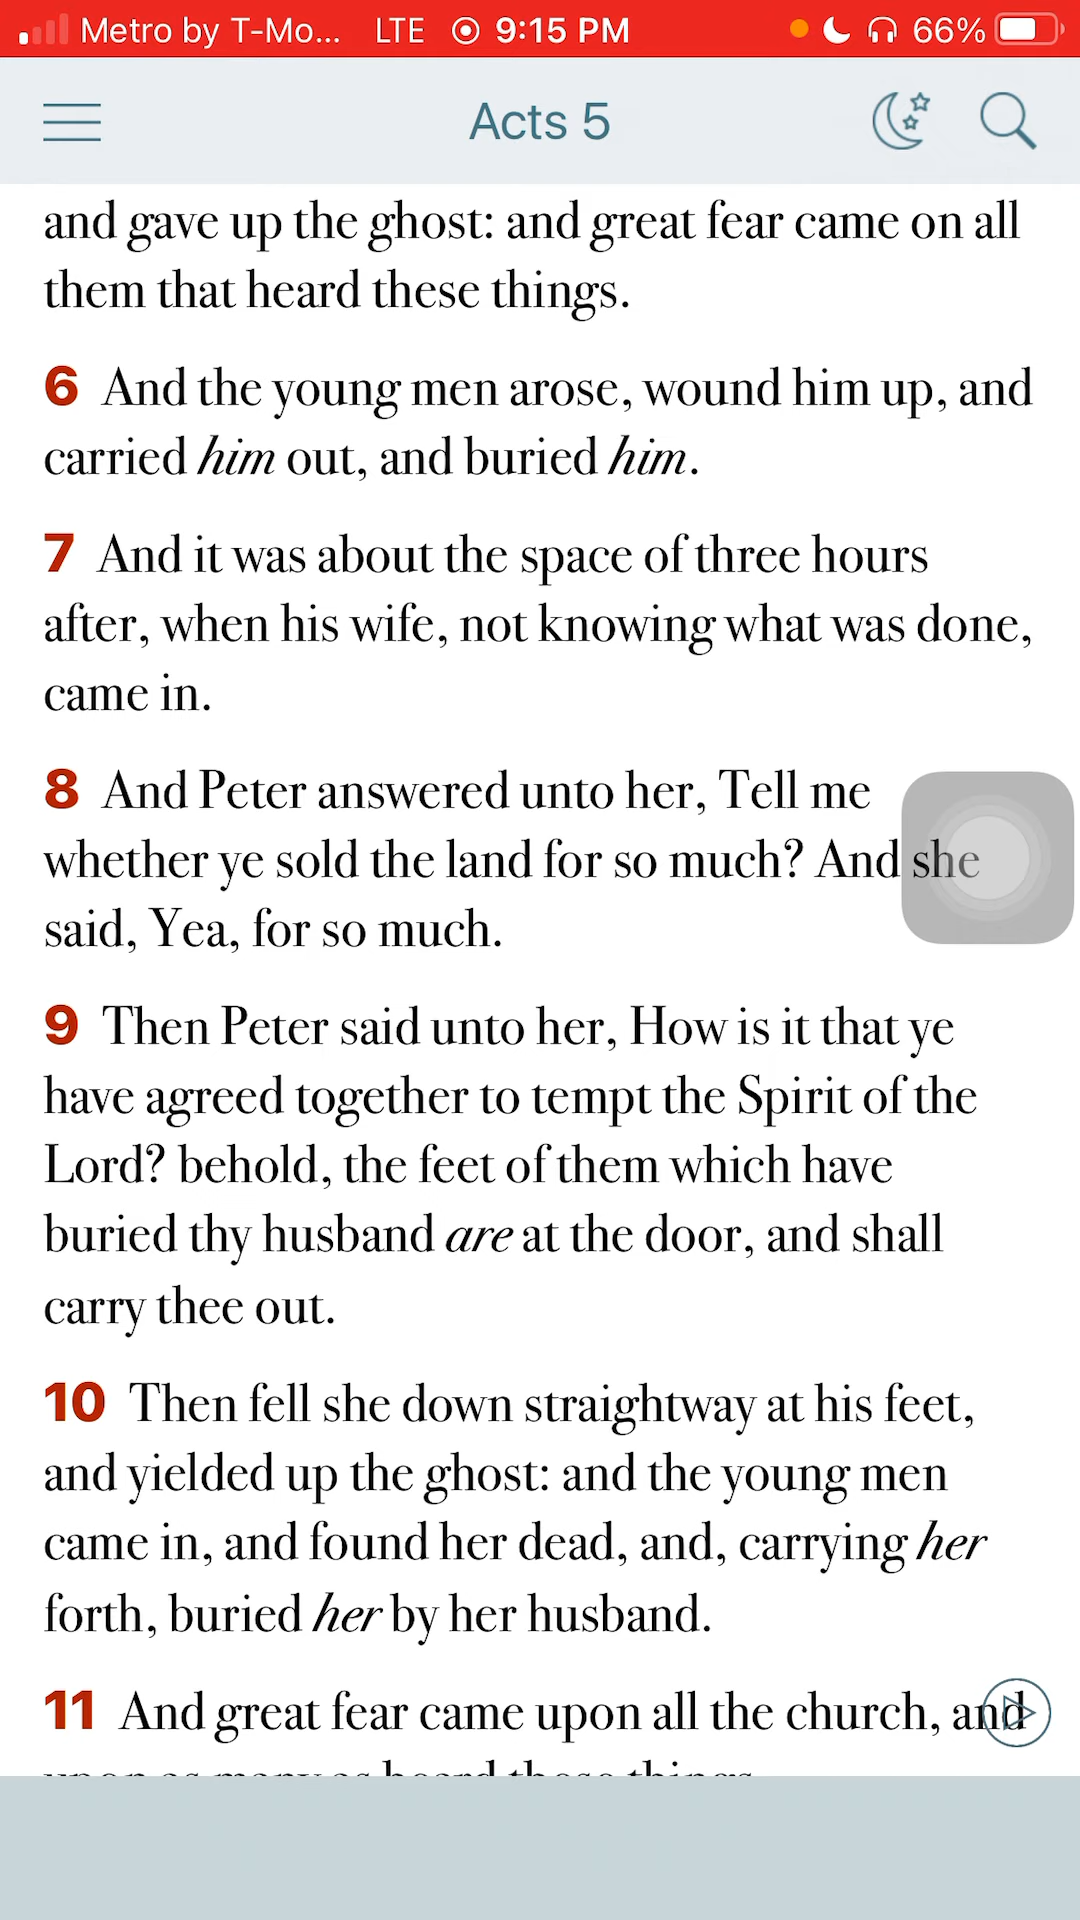 Metro by T-Mo... LTE 9:15 PM 66%
Acts 5
and gave up the ghost: and great fear came on all
them that heard these things.
6 And the young men arose, wound him up, and
carried him out, and buried him.
7 And it was about the space of three hours
after, when his wife, not knowing what was done,
came in.
8 And Peter answered unto her, Tell me
whether ye sold the land for so much? And she
said, Yea, for so much.
9 Then Peter said unto her, How is it that ye
have agreed together to tempt the Spirit of the
Lord? behold, the feet of them which have
buried thy husband are at the door, and shall
carry thee out.
10 Then fell she down straightway at his feet,
and yielded up the ghost: and the young men
came in, and found her dead, and, carrying her
forth, buried her by her husband.
11 And great fear came upon all the church, and
upon as many as heard these things.